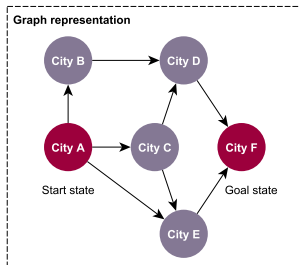 Graph representation
City B
City D
City A
City C
City F
Start state
Goal state
City E